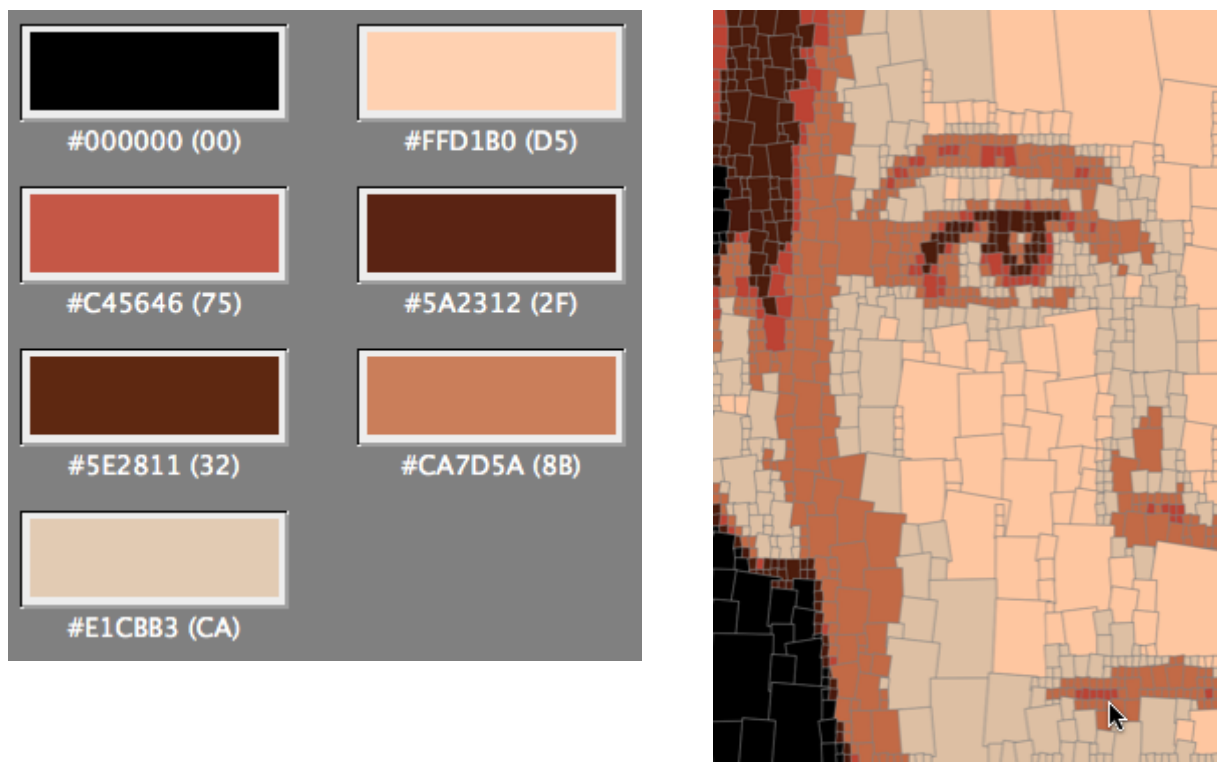 #000000 (00)
#FFD1B0 (D5)
#C45646 (75)
#5A2312 (2F)
#5E2811 (32)
#CA7D5A (8B)
#E1CBB3 (CA)